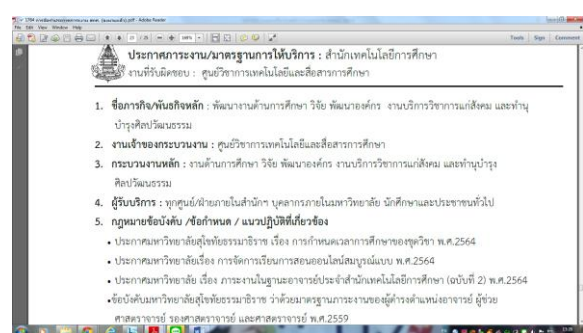 ประกาศภาระงาน/มาตรฐานการให้บริการ : สำนักเทคโนโลยีการศึกษา
งานที่รับผิดชอบ : ศูนย์วิชาการเทคโนโลยีและสื่อสารการศึกษา
1. ชื่อภารกิจ/พันธกิจหลัก : พัฒนางานด้านการศึกษา วิจัย พัฒนาองค์กร งานบริการวิชาการแก่สังคม และทำนุ
บำรุงศิลปวัฒนธรรม
2. งานเจ้าของกระบวนงาน : ศูนย์วิชาการเทคโนโลยีและสื่อสารการศึกษา
3. กระบวนงานหลัก : งานด้านการศึกษา วิจัย พัฒนาองค์กร งานบริการวิชาการแก่สังคม และทำนุบำรุง
ศิลปวัฒนธรรม
4. ผู้รับบริการ : ทุกศูนย์/ฝ่ายภายในสำนักฯ บุคลากรภายในมหาวิทยาลัย นักศึกษาและประชาชนทั่วไป
5. กฎหมายข้อบังคับ /ข้อกำหนด / แนวปฏิบัติที่เกี่ยวข้อง
• ประกาศมหาวิทยาลัยสุโขทัยธรรมาธิราช เรื่อง การกำหนดเวลาการศึกษาของชุดวิชา พ.ศ.2564
• ประกาศมหาวิทยาลัยเรื่อง การจัดการเรียนการสอนออนไลน์สมบูรณ์แบบ พ.ศ.2564
• ประกาศมหาวิทยาลัย เรื่อง ภาระงานในฐานะอาจารย์ประจำสำนักเทคโนโลยีการศึกษา (ฉบับที่ 2) พ.ศ.2564
•ข้อบังคับมหาวิทยาลัยสุโขทัยธรรมาธิราช ว่าด้วยมาตรฐานภาระงานของผู้ดำรงตำแหน่งอาจารย์ ผู้ช่วย
ศาสตราจารย์ รองศาสตราจารย์ และศาสตราจารย์ พ.ศ.2559
File Edit View Window Help
Tools Sign Comment